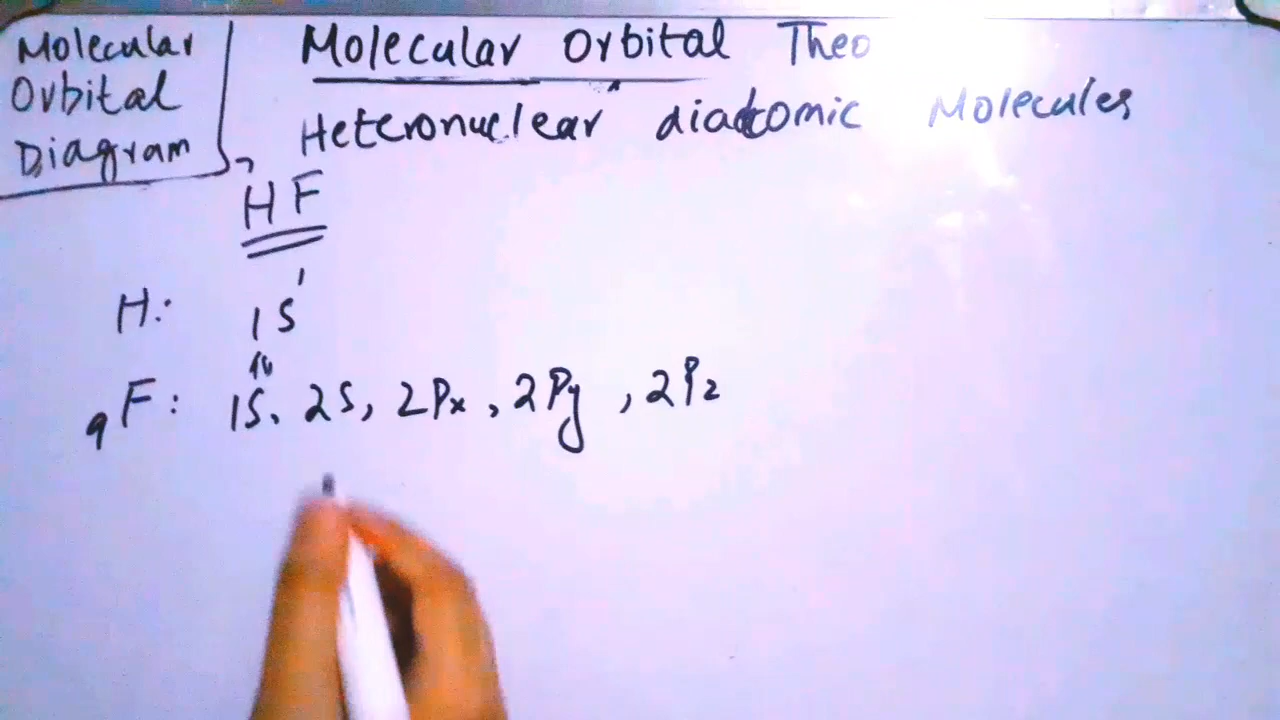 Molecular
Orbital
Diagram
Molecular Orbital Theo
Heteronuclear diatomic Molecules
HF
H: 1S¹
₉F: 1S, 2S, 2Px, 2Py, 2Pz